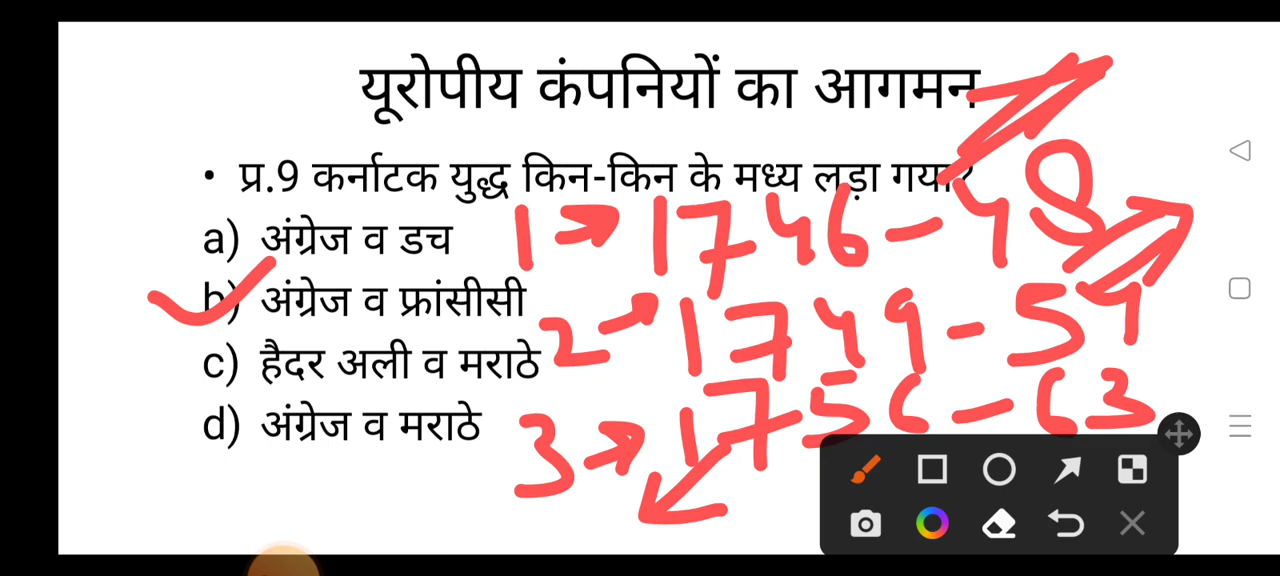 यूरोपीय कंपनियों का आगमन
• प्र.9 कर्नाटक युद्ध किन-किन के मध्य लड़ा गया?
a) अंग्रेज व डच 1→1746-48
b) अंग्रेज व फ्रांसीसी
2→1749-54
c) हैदर अली व मराठे
3→1756-63
d) अंग्रेज व मराठे